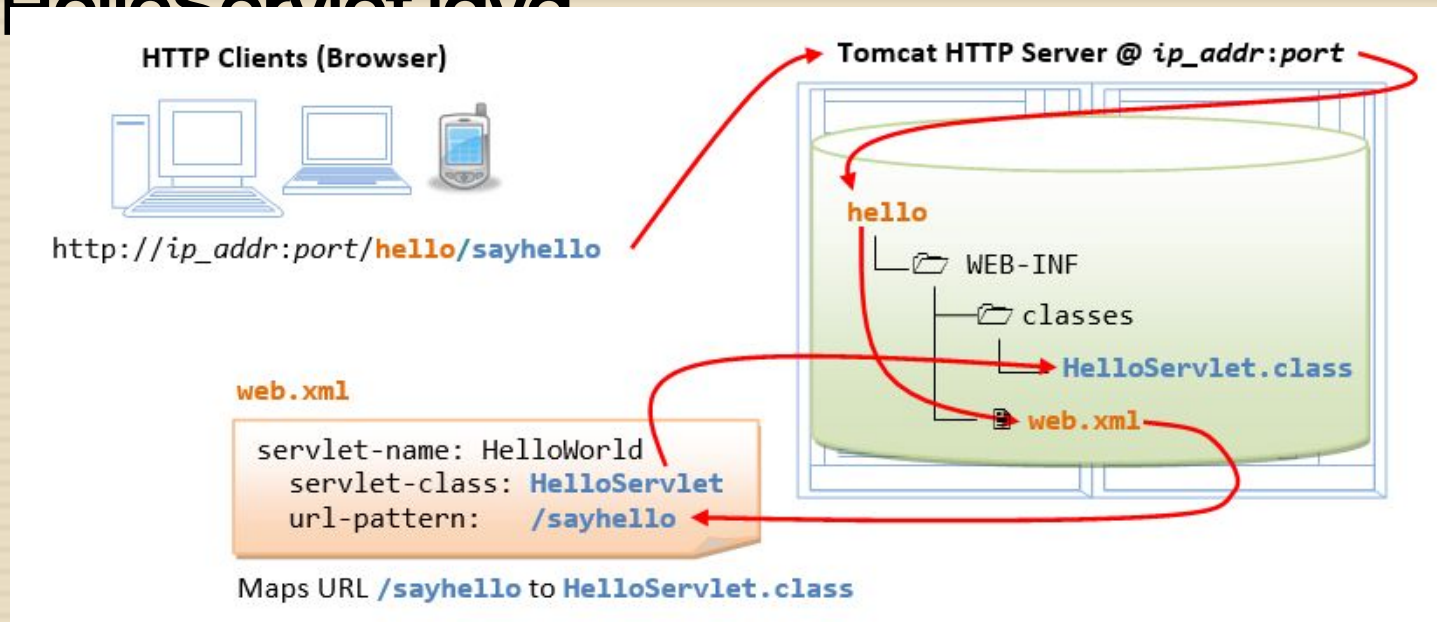 HelloServlet.java
HTTP Clients (Browser)
http://ip_addr:port/hello/sayhello
Tomcat HTTP Server @ ip_addr:port
hello
WEB-INF
classes
HelloServlet.class
web.xml
web.xml
servlet-name: HelloWorld
servlet-class: HelloServlet
url-pattern: /sayhello
Maps URL /sayhello to HelloServlet.class